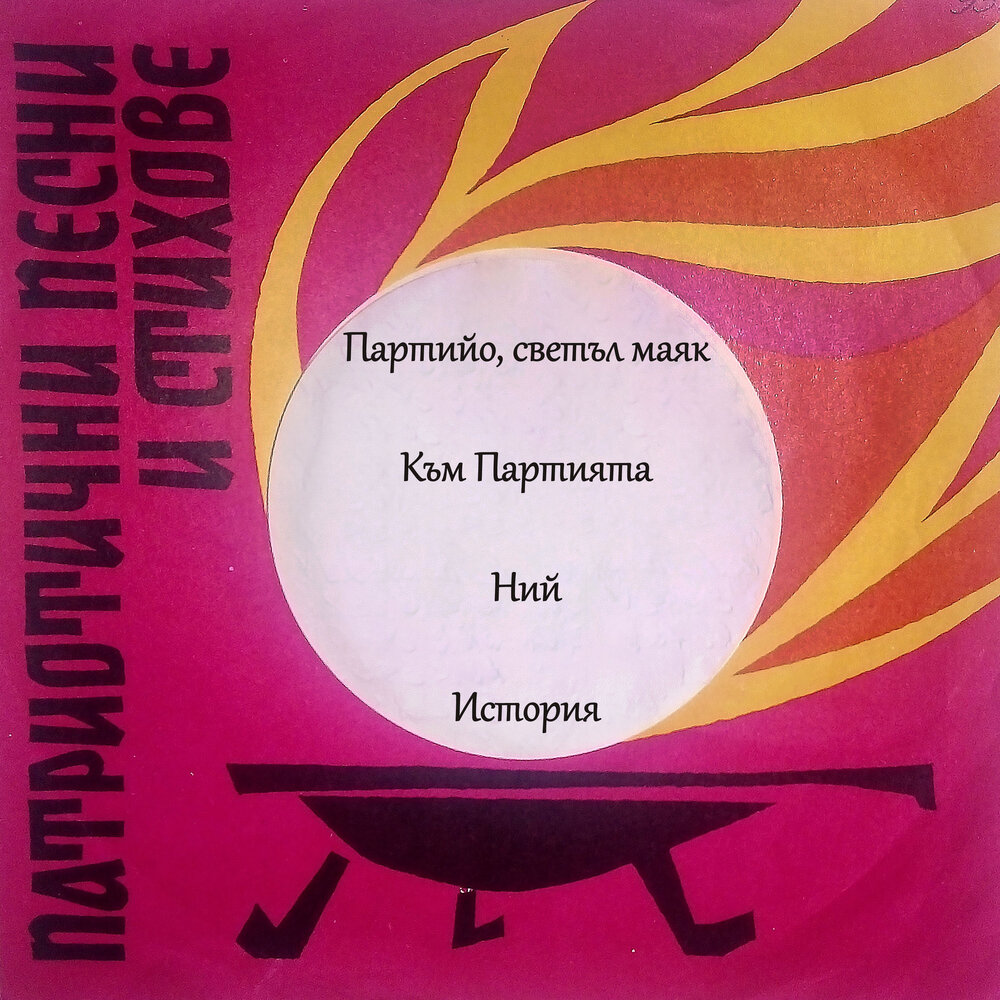 ПАТРИОТИЧНИ ПЕСНИ
И СТИХОВЕ
Партийо, светъл маяк
Към Партията
Ний
История